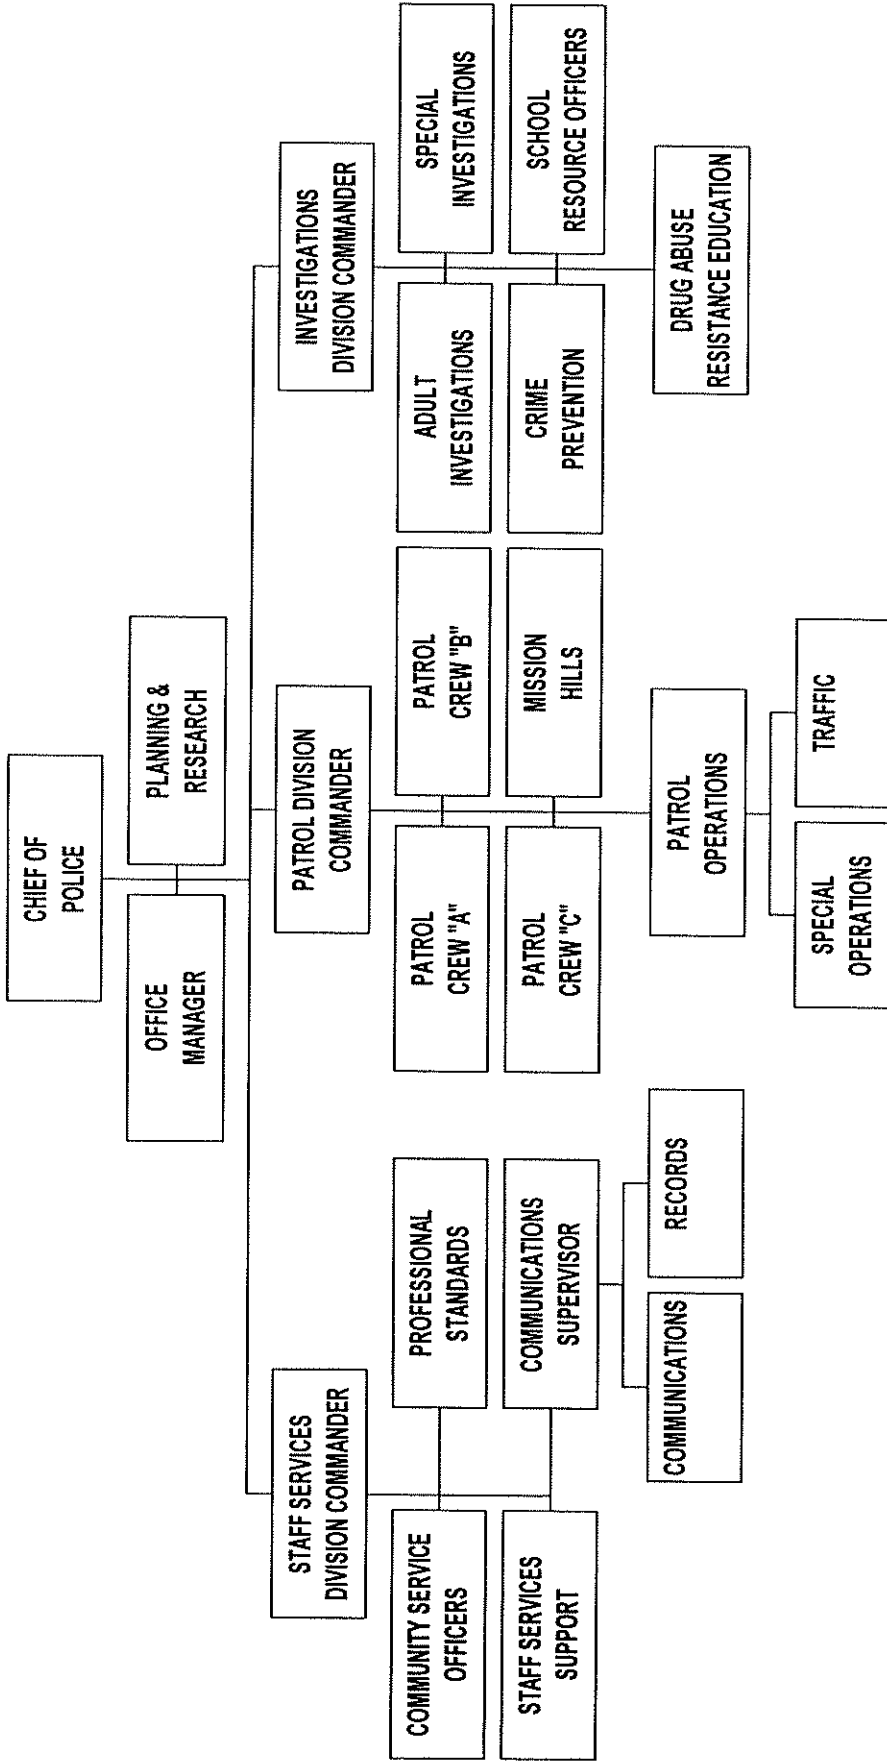 CHIEF OF
POLICE
OFFICE
MANAGER
PLANNING &
RESEARCH
STAFF SERVICES
DIVISION COMMANDER
PATROL DIVISION
COMMANDER
INVESTIGATIONS
DIVISION COMMANDER
COMMUNITY SERVICE
OFFICERS
PROFESSIONAL
STANDARDS
STAFF SERVICES
SUPPORT
COMMUNICATIONS
SUPERVISOR
COMMUNICATIONS
RECORDS
PATROL
CREW "A"
PATROL
CREW "B"
PATROL
CREW "C"
MISSION
HILLS
PATROL
OPERATIONS
SPECIAL
OPERATIONS
TRAFFIC
ADULT
INVESTIGATIONS
SPECIAL
INVESTIGATIONS
CRIME
PREVENTION
SCHOOL
RESOURCE OFFICERS
DRUG ABUSE
RESISTANCE EDUCATION